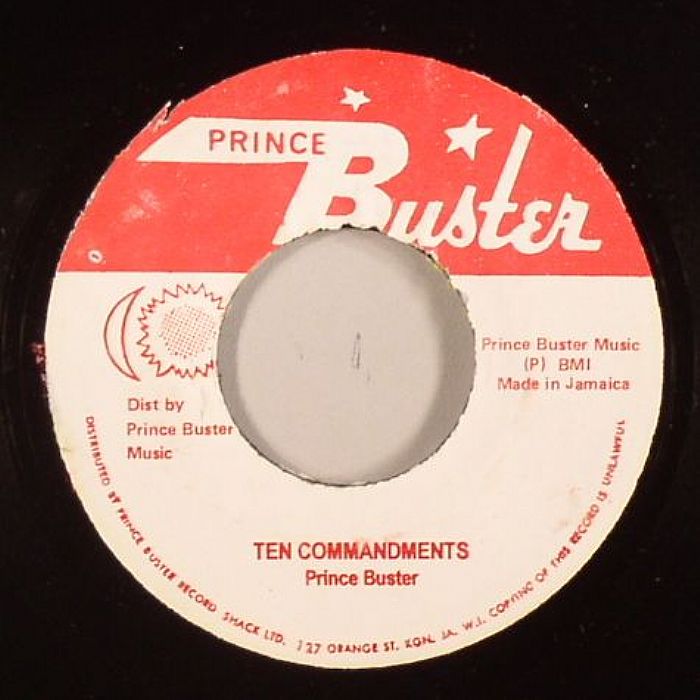 PRINCE
Buster
Prince Buster Music
(P) BMI
Made in Jamaica
Dist by
Prince Buster
Music
TEN COMMANDMENTS
Prince Buster
DISTRIBUTED BY PRINCE BUSTER RECORD SHACK LTD. 127 ORANGE ST. KGN. JA. W.I. COPYING OF THIS RECORD IS UNLAWFUL